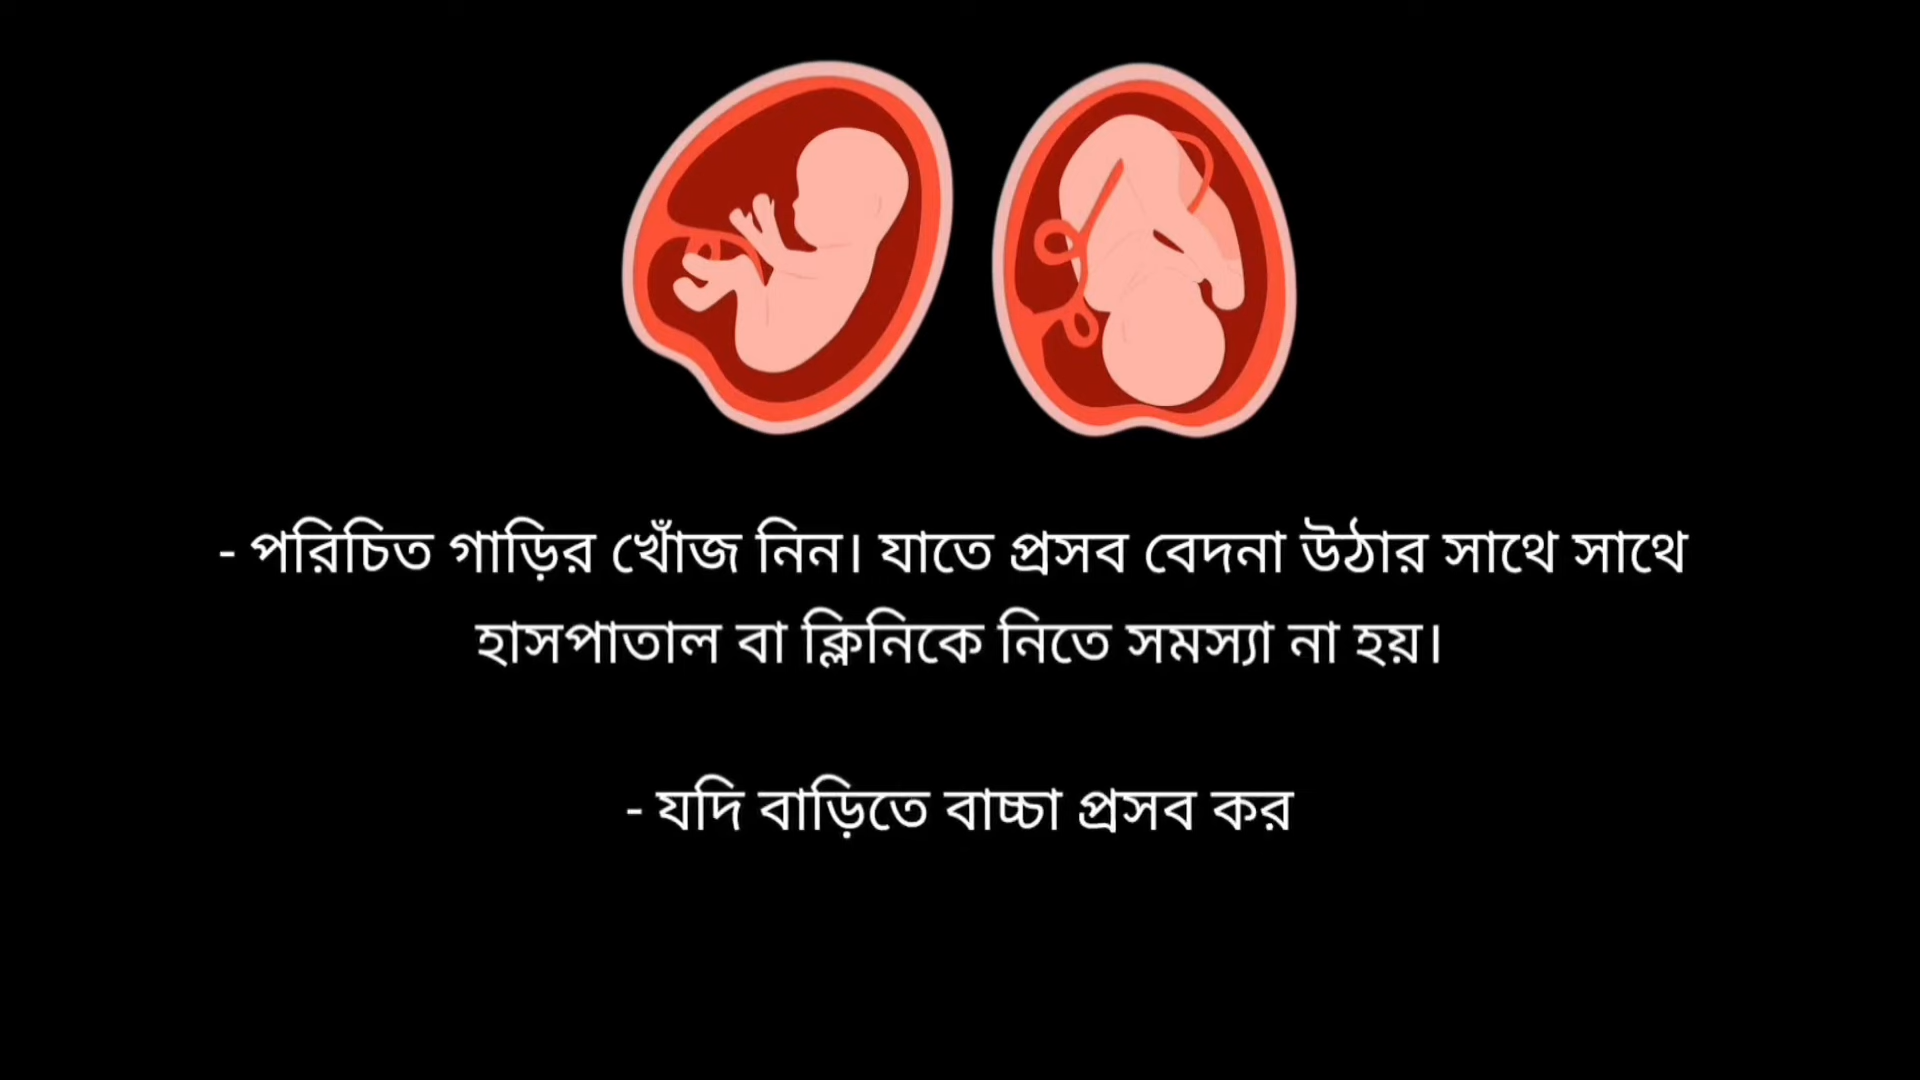 - পরিচিত গাড়ির খোঁজ নিন। যাতে প্রসব বেদনা উঠার সাথে সাথে
হাসপাতাল বা ক্লিনিকে নিতে সমস্যা না হয়।
- যদি বাড়িতে বাচ্চা প্রসব কর